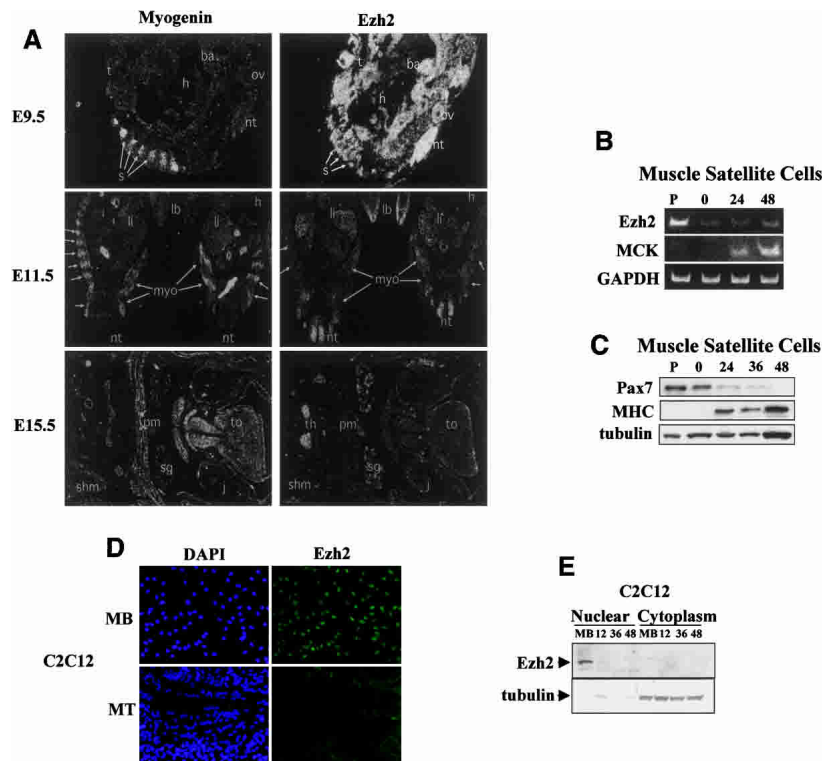 A
Myogenin Ezh2
E9.5
t h ba ov nt s
t ba h ov nt s
E11.5
lb h li li myo nt nt
lb h li li myo nt nt
E15.5
pm to sg shm j
th pm to sg shm j
B
Muscle Satellite Cells
P 0 24 48
Ezh2
MCK
GAPDH
C
Muscle Satellite Cells
P 0 24 36 48
Pax7
MHC
tubulin
D
DAPI Ezh2
MB
C2C12
MT
E
C2C12
Nuclear Cytoplasm
MB 12 36 48 MB 12 36 48
Ezh2
tubulin